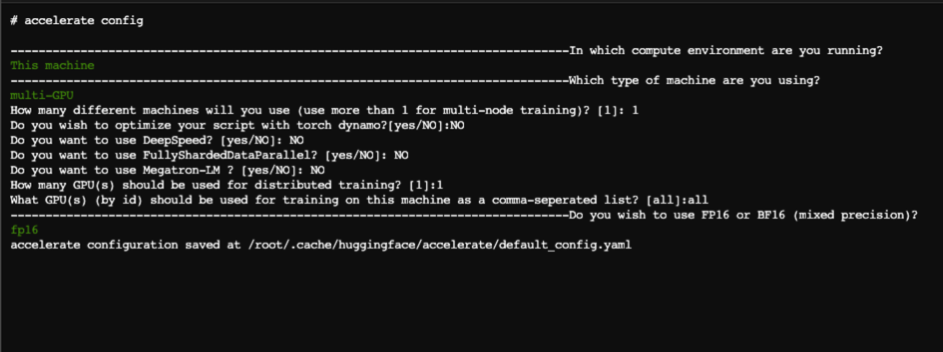 # accelerate config
--------------------------------------------------------------------------------In which compute environment are you running?
This machine
--------------------------------------------------------------------------------Which type of machine are you using?
multi-GPU
How many different machines will you use (use more than 1 for multi-node training)? [1]: 1
Do you wish to optimize your script with torch dynamo?[yes/NO]:NO
Do you want to use DeepSpeed? [yes/NO]: NO
Do you want to use FullyShardedDataParallel? [yes/NO]: NO
Do you want to use Megatron-LM ? [yes/NO]: NO
How many GPU(s) should be used for distributed training? [1]:1
What GPU(s) (by id) should be used for training on this machine as a comma-seperated list? [all]:all
--------------------------------------------------------------------------------Do you wish to use FP16 or BF16 (mixed precision)?
fp16
accelerate configuration saved at /root/.cache/huggingface/accelerate/default_config.yaml